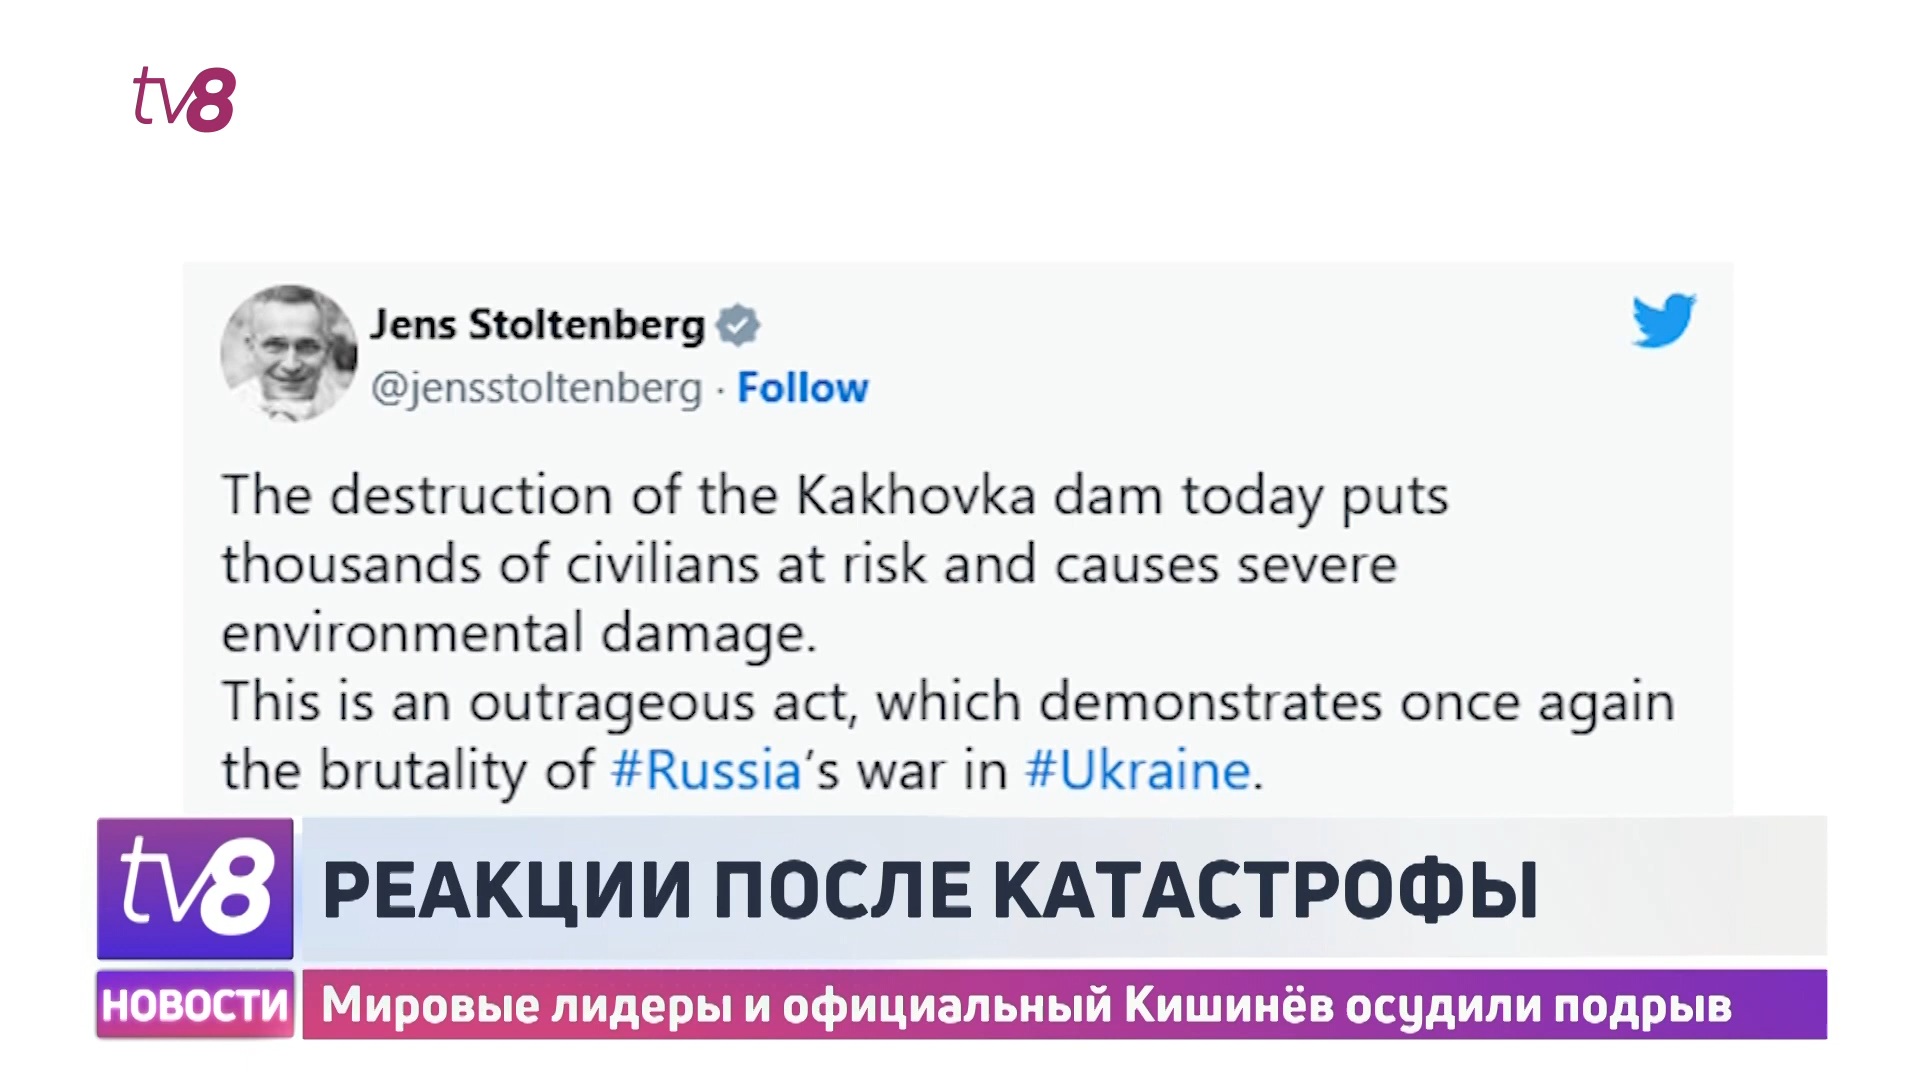 tv8
Jens Stoltenberg
@jensstoltenberg · Follow
The destruction of the Kakhovka dam today puts
thousands of civilians at risk and causes severe
environmental damage.
This is an outrageous act, which demonstrates once again
the brutality of #Russia’s war in #Ukraine.
tv8
РЕАКЦИИ ПОСЛЕ КАТАСТРОФЫ
НОВОСТИ
Мировые лидеры и официальный Кишинёв осудили подрыв